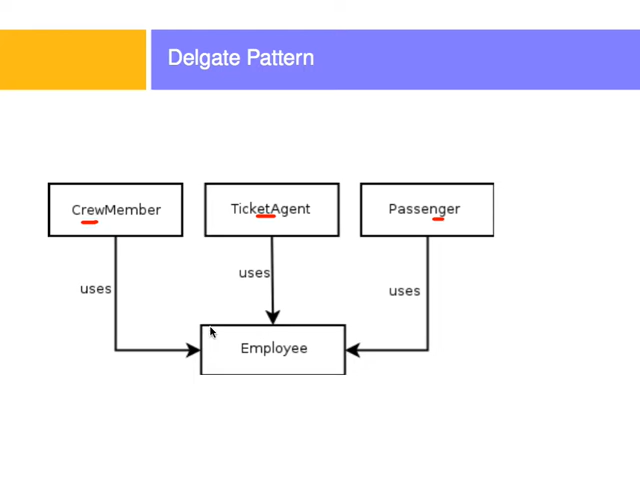 Delgate Pattern
CrewMember
TicketAgent
Passenger
uses
uses
uses
Employee